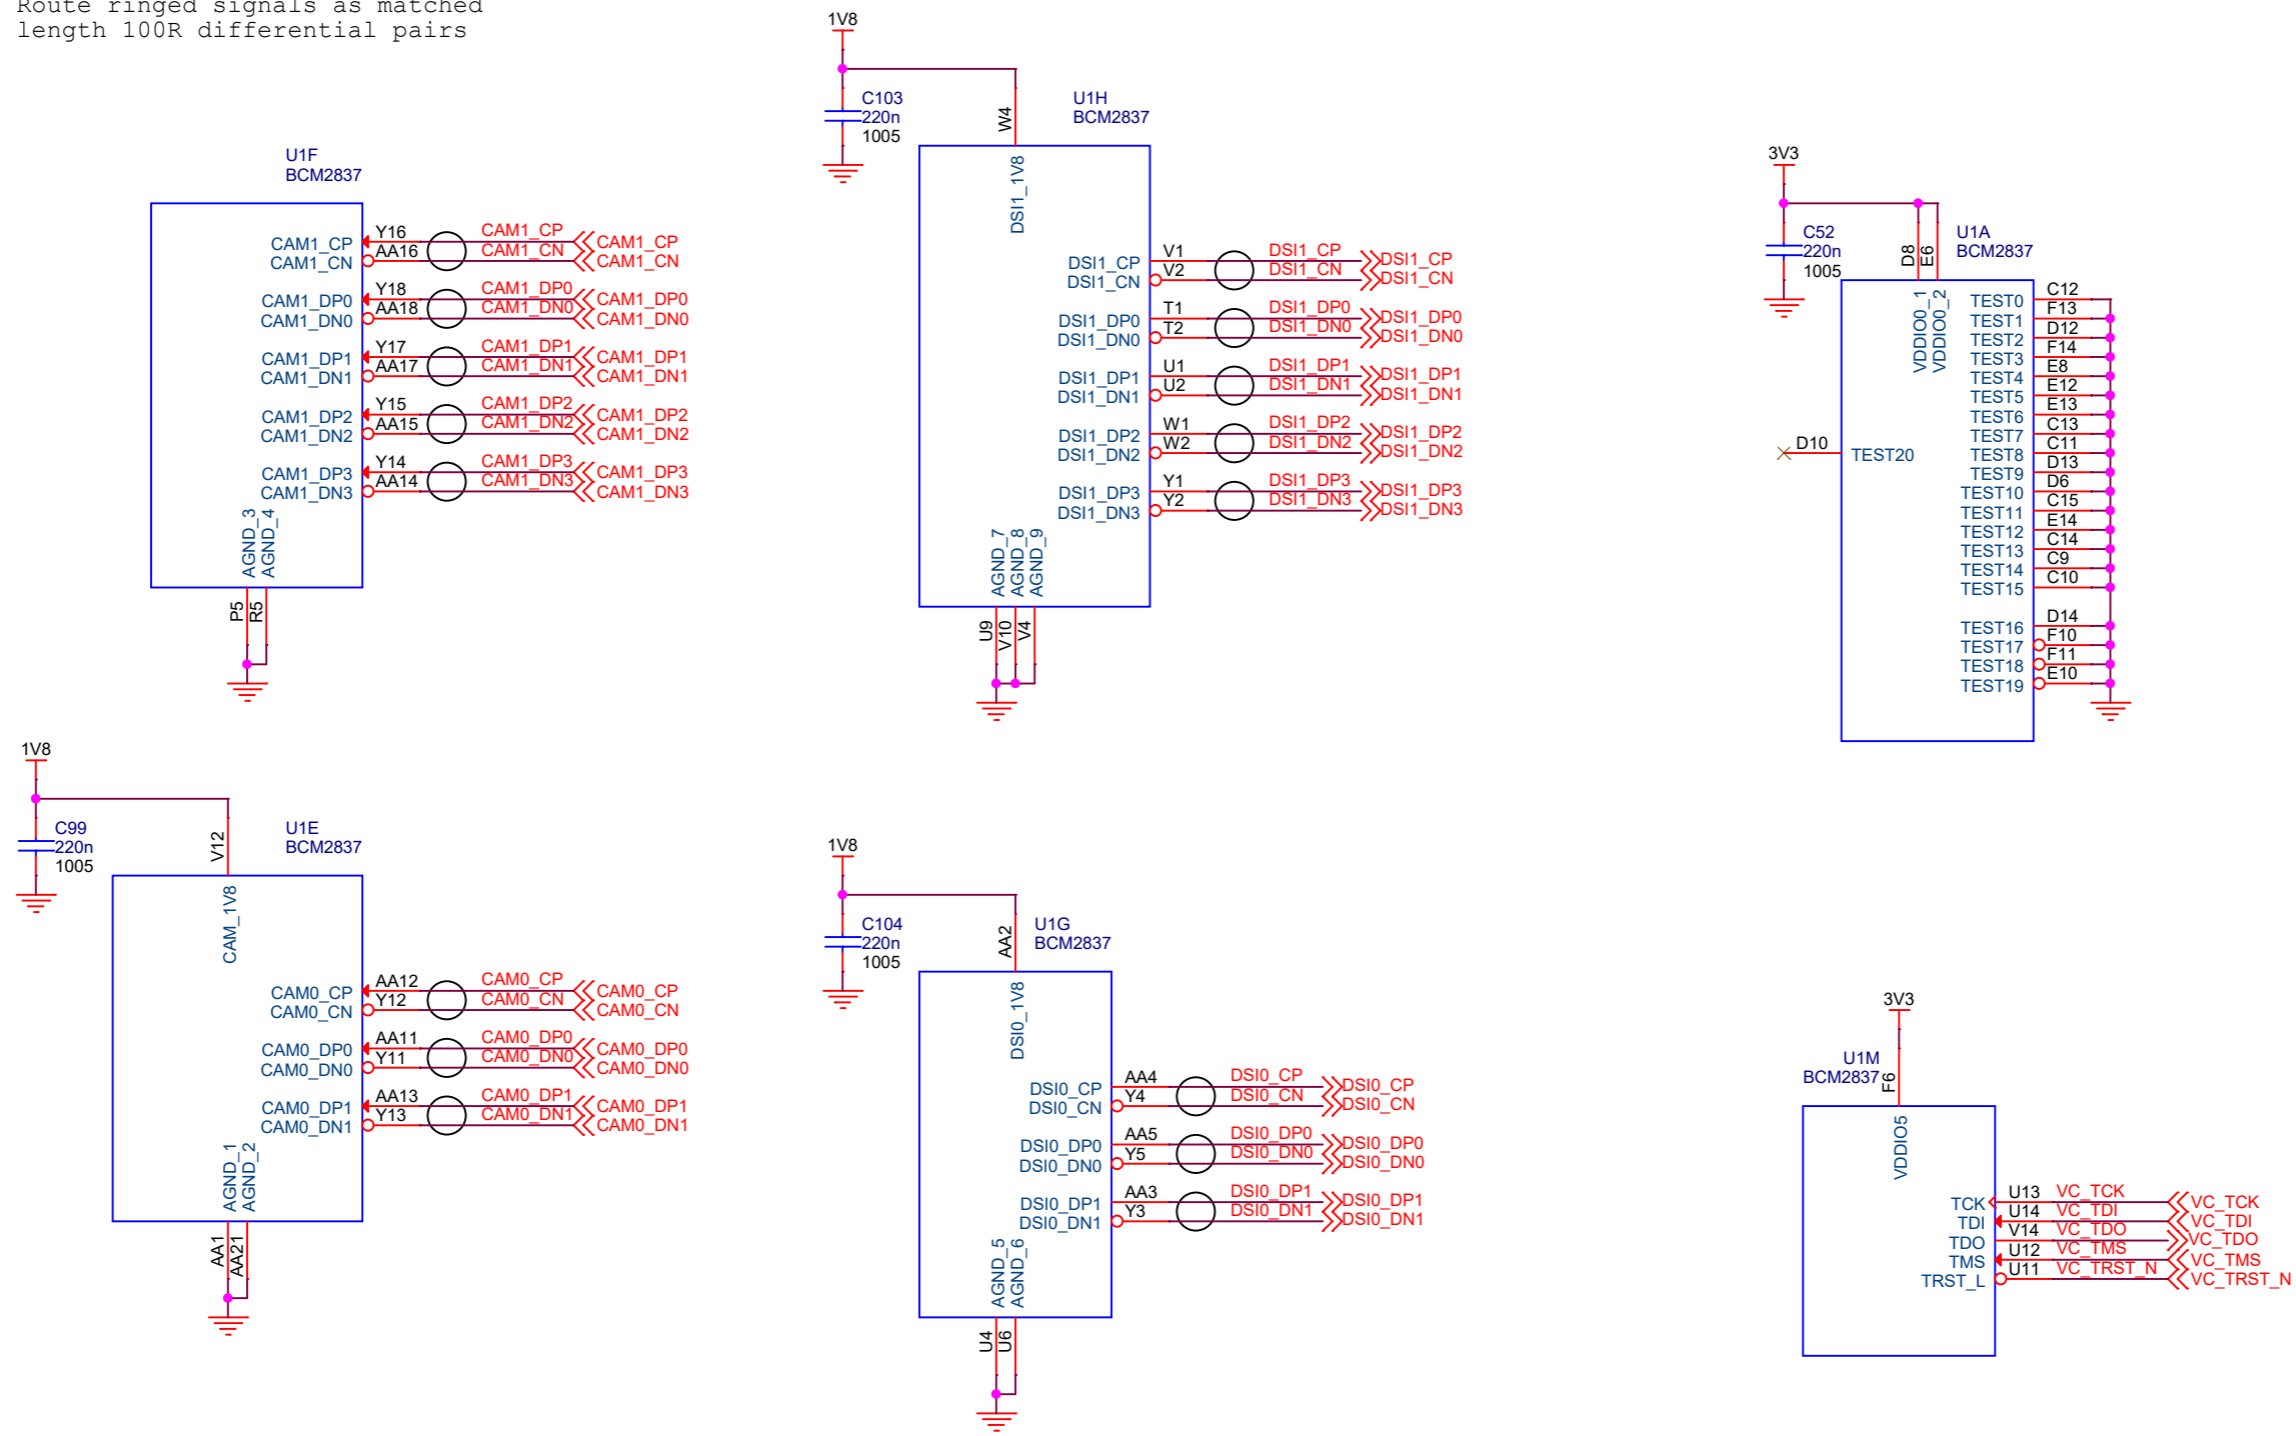 Route ringed signals as matched
length 100R differential pairs
U1F
BCM2837
CAM1_CP Y16 CAM1_CP CAM1_CP
CAM1_CN AA16 CAM1_CN CAM1_CN
CAM1_DP0 Y18 CAM1_DP0 CAM1_DP0
CAM1_DN0 AA18 CAM1_DN0 CAM1_DN0
CAM1_DP1 Y17 CAM1_DP1 CAM1_DP1
CAM1_DN1 AA17 CAM1_DN1 CAM1_DN1
CAM1_DP2 Y15 CAM1_DP2 CAM1_DP2
CAM1_DN2 AA15 CAM1_DN2 CAM1_DN2
CAM1_DP3 Y14 CAM1_DP3 CAM1_DP3
CAM1_DN3 AA14 CAM1_DN3 CAM1_DN3
AGND_3
AGND_4
P5
R5
1V8
C103
220n
1005
W4
U1H
BCM2837
DSI1_1V8
DSI1_CP V1 DSI1_CP DSI1_CP
DSI1_CN V2 DSI1_CN DSI1_CN
DSI1_DP0 T1 DSI1_DP0 DSI1_DP0
DSI1_DN0 T2 DSI1_DN0 DSI1_DN0
DSI1_DP1 U1 DSI1_DP1 DSI1_DP1
DSI1_DN1 U2 DSI1_DN1 DSI1_DN1
DSI1_DP2 W1 DSI1_DP2 DSI1_DP2
DSI1_DN2 W2 DSI1_DN2 DSI1_DN2
DSI1_DP3 Y1 DSI1_DP3 DSI1_DP3
DSI1_DN3 Y2 DSI1_DN3 DSI1_DN3
AGND_7
AGND_8
AGND_9
U9
V10
V4
3V3
C52
220n
1005
D8
E6
U1A
BCM2837
VDDIO0_1
VDDIO0_2
TEST0 C12
TEST1 F13
TEST2 D12
TEST3 F14
TEST4 E8
TEST5 E12
TEST6 E13
TEST7 C13
TEST8 C11
TEST9 D13
TEST10 D6
TEST11 C15
TEST12 E14
TEST13 C14
TEST14 C9
TEST15 C10
TEST16 D14
TEST17 F10
TEST18 F11
TEST19 E10
D10 TEST20
1V8
C99
220n
1005
V12
U1E
BCM2837
CAM_1V8
CAM0_CP AA12 CAM0_CP CAM0_CP
CAM0_CN Y12 CAM0_CN CAM0_CN
CAM0_DP0 AA11 CAM0_DP0 CAM0_DP0
CAM0_DN0 Y11 CAM0_DN0 CAM0_DN0
CAM0_DP1 AA13 CAM0_DP1 CAM0_DP1
CAM0_DN1 Y13 CAM0_DN1 CAM0_DN1
AGND_1
AGND_2
AA1
AA21
1V8
C104
220n
1005
AA2
U1G
BCM2837
DSI0_1V8
DSI0_CP AA4 DSI0_CP DSI0_CP
DSI0_CN Y4 DSI0_CN DSI0_CN
DSI0_DP0 AA5 DSI0_DP0 DSI0_DP0
DSI0_DN0 Y5 DSI0_DN0 DSI0_DN0
DSI0_DP1 AA3 DSI0_DP1 DSI0_DP1
DSI0_DN1 Y3 DSI0_DN1 DSI0_DN1
AGND_5
AGND_6
U4
U6
3V3
U1M
BCM2837
F6
VDDIO5
TCK U13 VC_TCK VC_TCK
TDI U14 VC_TDI VC_TDI
TDO V14 VC_TDO VC_TDO
TMS U12 VC_TMS VC_TMS
TRST_L U11 VC_TRST_N VC_TRST_N